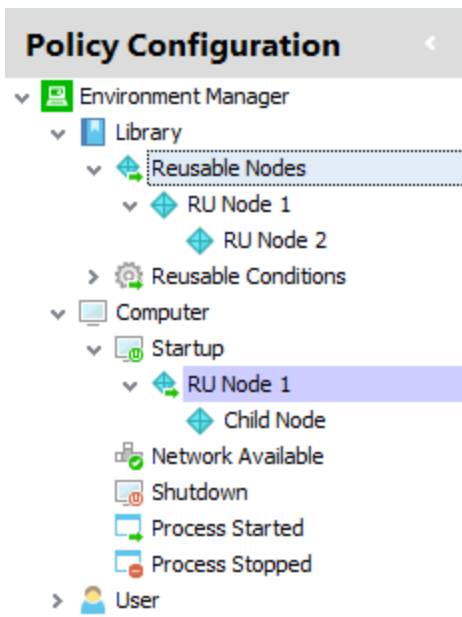 Policy Configuration
Environment Manager
Library
Reusable Nodes
RU Node 1
RU Node 2
Reusable Conditions
Computer
Startup
RU Node 1
Child Node
Network Available
Shutdown
Process Started
Process Stopped
User